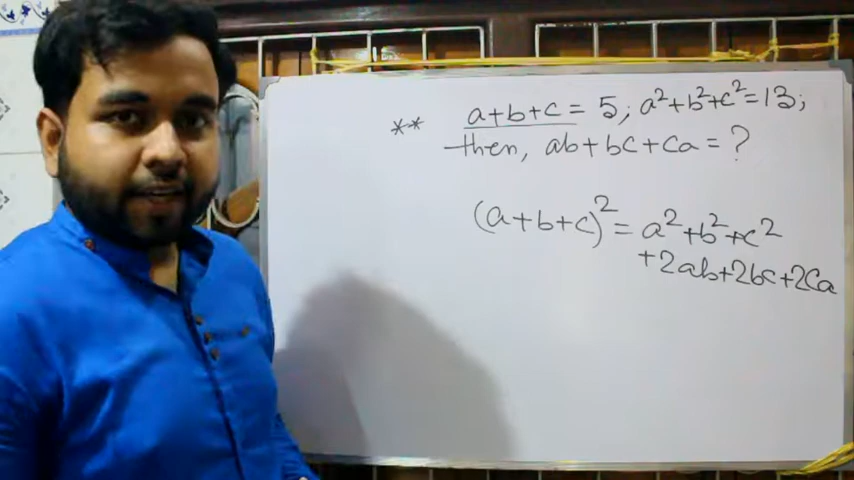 ** a+b+c = 5; a²+b²+c²=13;
then, ab+bc+ca = ?
(a+b+c)² = a²+b²+c²
+2ab+2bc+2ca